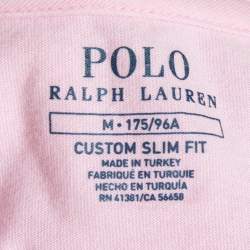 POLO
RALPH LAUREN
M - 175/96A
CUSTOM SLIM FIT
MADE IN TURKEY
FABRIQUÉ EN TURQUIE
HECHO EN TURQUÍA
RN 41381/CA 56658